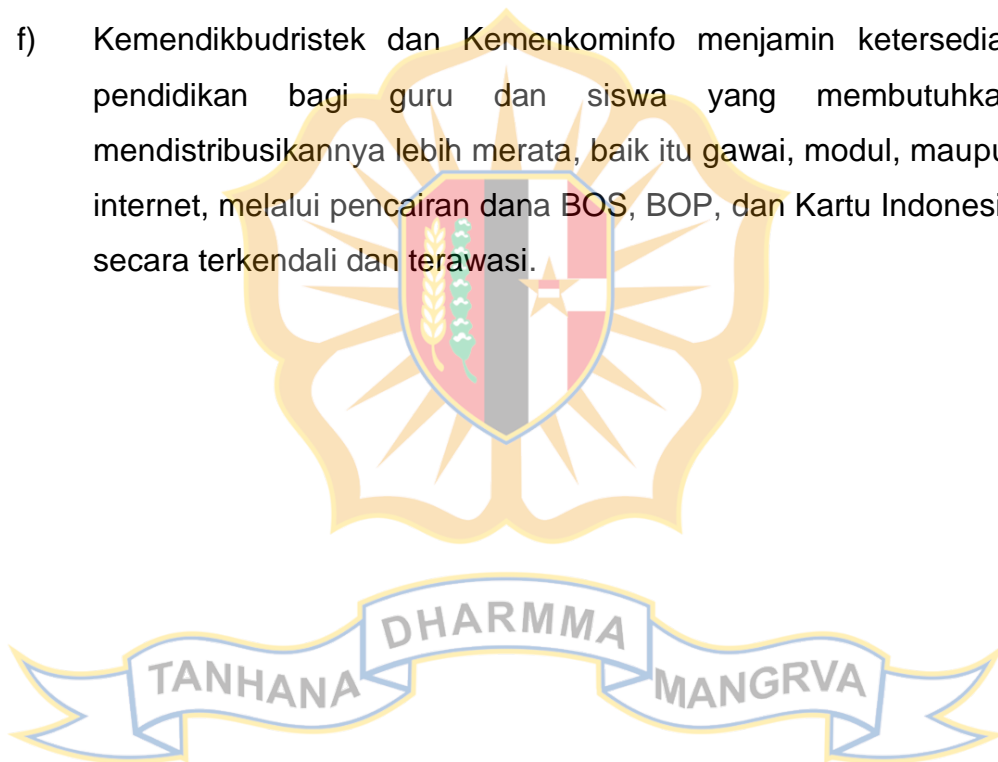 f) Kemendikbudristek dan Kemenkominfo menjamin ketersedia
pendidikan bagi guru dan siswa yang membutuhka
mendistribusikannya lebih merata, baik itu gawai, modul, maupu
internet, melalui pencairan dana BOS, BOP, dan Kartu Indonesi
secara terkendali dan terawasi.
TANHANA DHARMMA MANGRVA